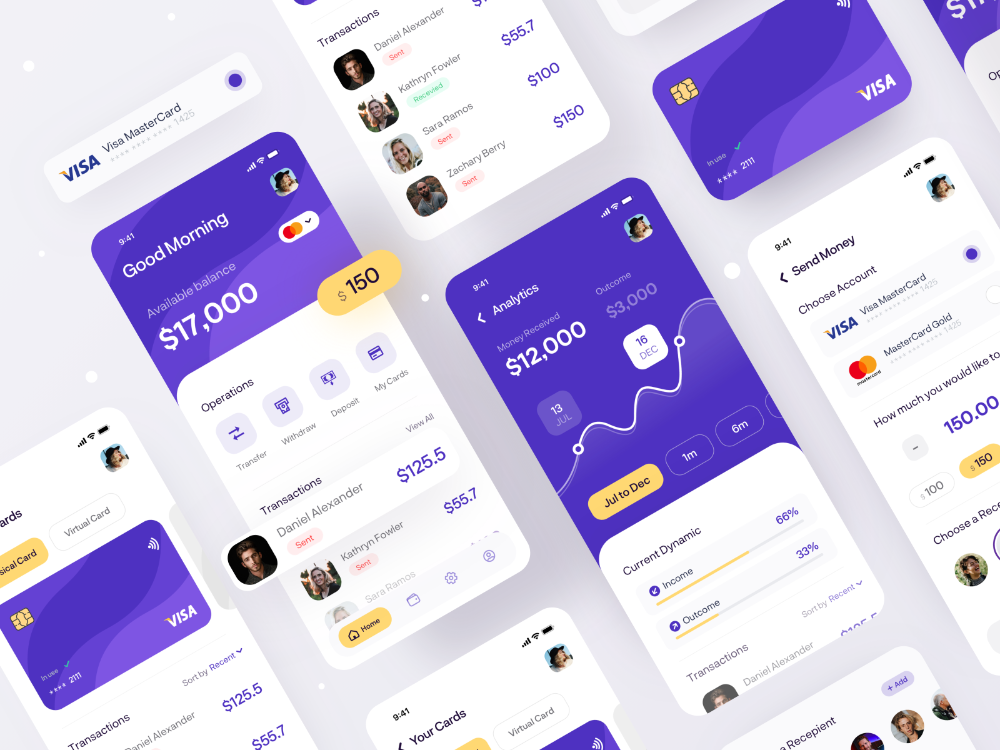 Transactions
Daniel Alexander
Sent
Kathryn Fowler
$55.7
Recevied
Sara Ramos
$100
Sent
Zachary Berry
$150
Sent
VISA
Visa MasterCard
**** **** **** 1425
VISA
In use
**** 2111
9:41
Good Morning
Available balance
$17,000
$ 150
Operations
Transfer
Withdraw
Deposit
My Cards
View All
Transactions
Daniel Alexander
$125.5
Sent
Kathryn Fowler
$55.7
Sent
Sara Ramos
Home
9:41
Analytics
Money Received
$12,000
Outcome
$3,000
16
DEC
13
JUL
Jul to Dec
1m
6m
Current Dynamic
Income
66%
Outcome
33%
Transactions
Sort by Recent
Daniel Alexander
$125.5
9:41
Send Money
Choose Account
VISA
Visa MasterCard
**** **** **** 1425
mastercard
MasterCard Gold
**** **** **** 1425
How much you would like to
-
150.00
$ 100
$ 150
Choose a Rece
Cards
sical Card
Virtual Card
VISA
In use
**** 2111
Sort by Recent
Transactions
Daniel Alexander
$125.5
$55.7
9:41
Your Cards
Virtual Card
+ Add
e a Recepient